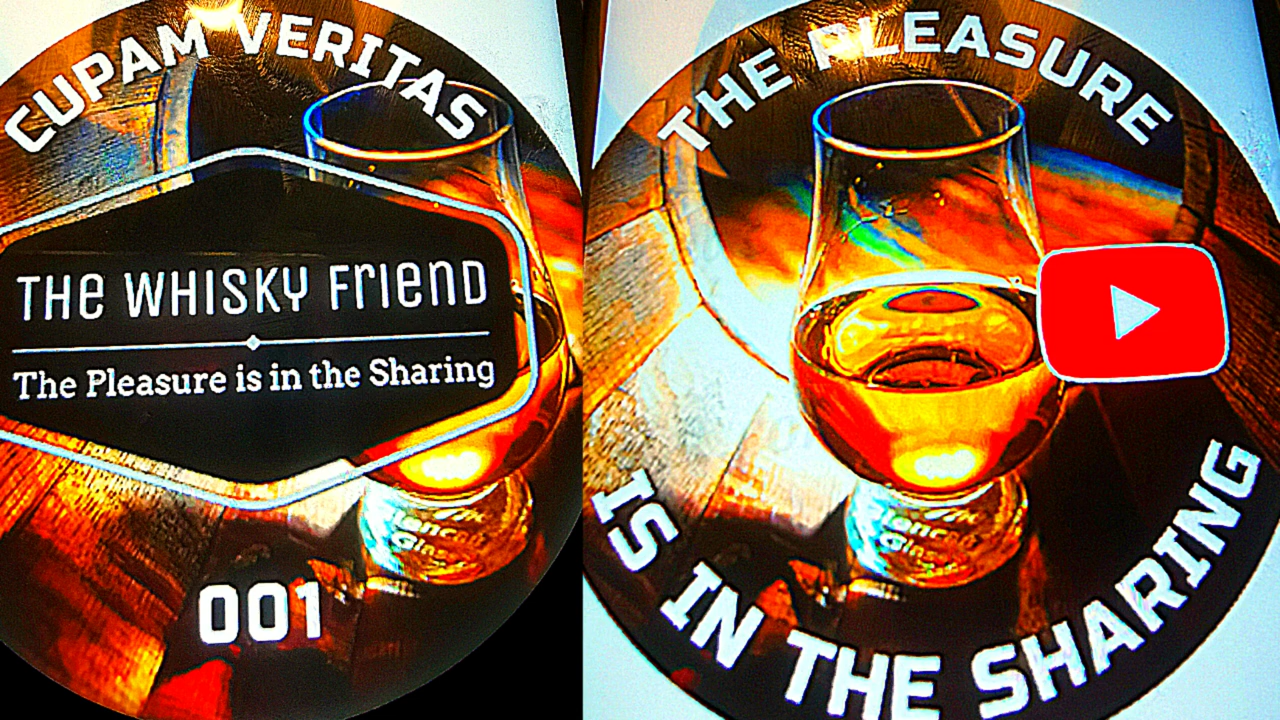 CUPAM VERITAS
THE WHISKY FRIEND
The Pleasure is in the Sharing
001
THE PLEASURE
IS IN THE SHARING